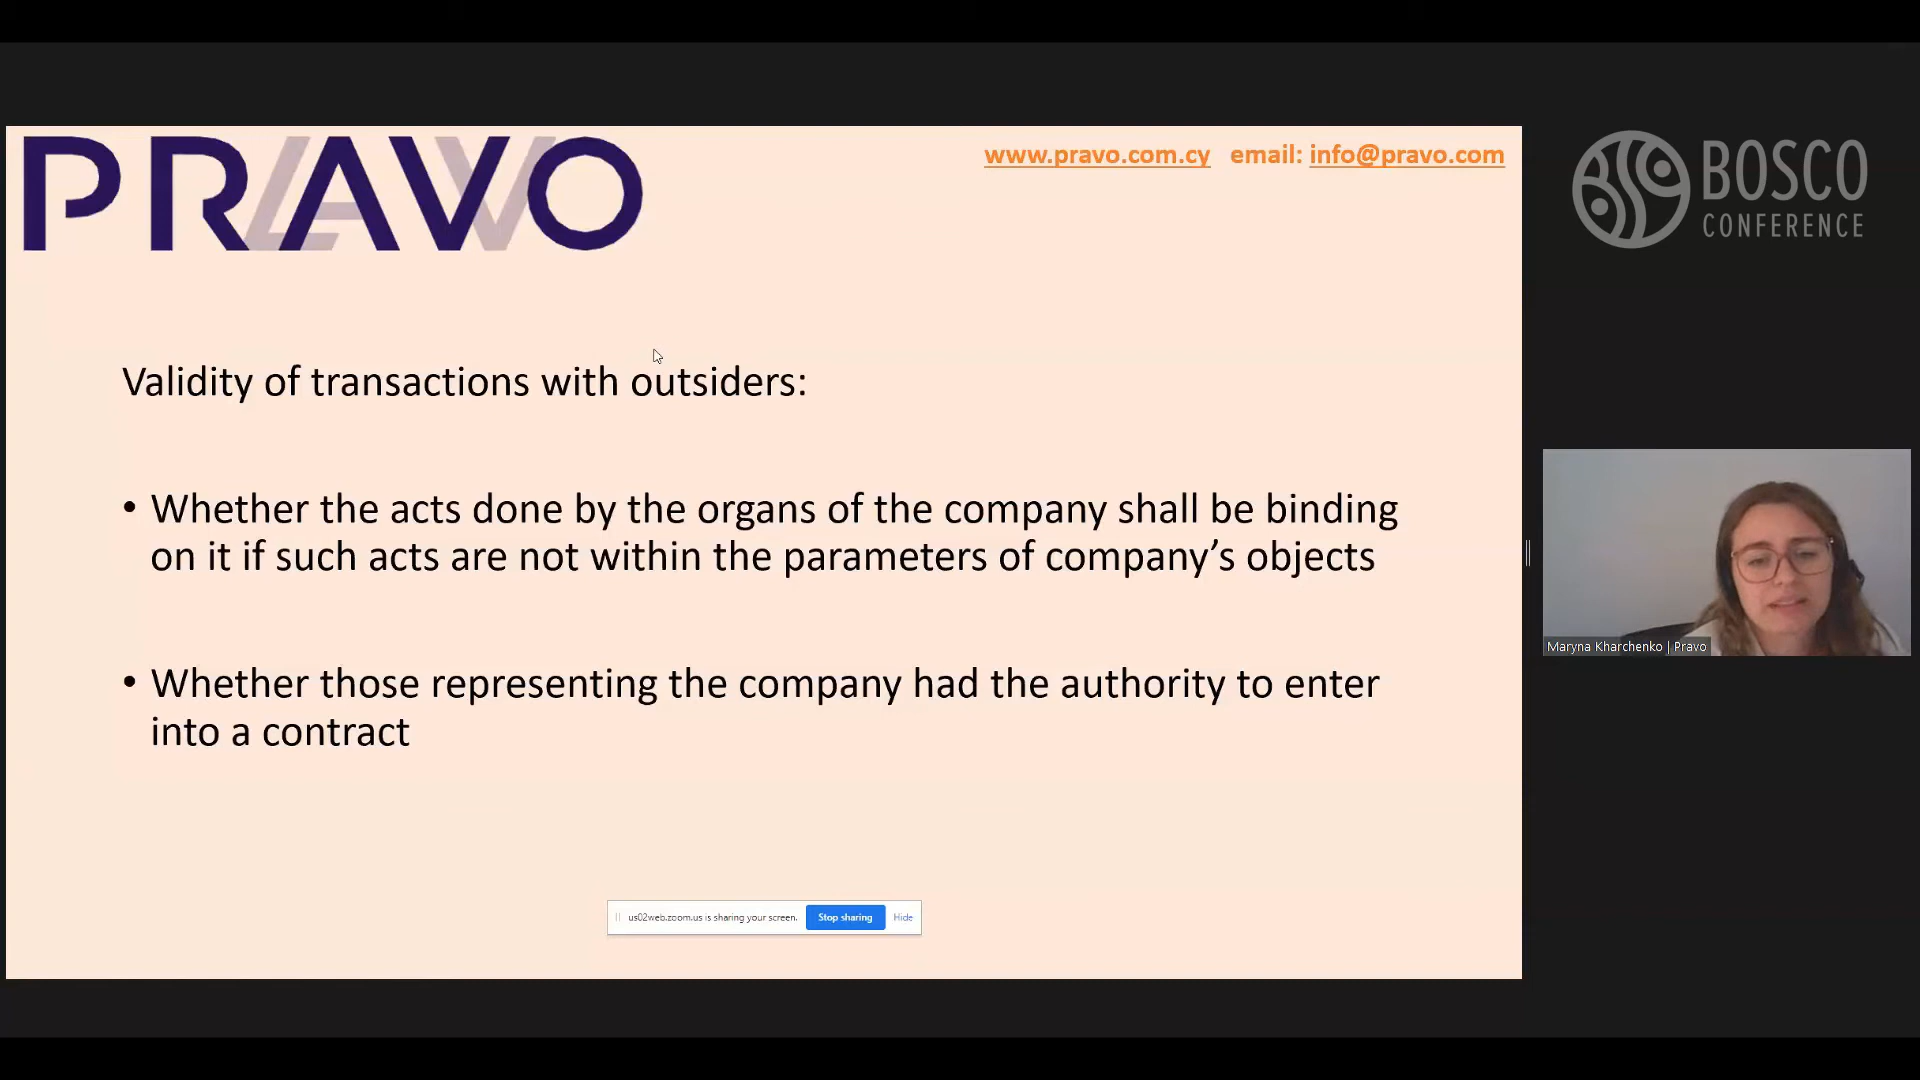 PRAVO
LAW
www.pravo.com.cy email: info@pravo.com
BOSCO
CONFERENCE
Validity of transactions with outsiders:
• Whether the acts done by the organs of the company shall be binding
on it if such acts are not within the parameters of company’s objects
• Whether those representing the company had the authority to enter
into a contract
Maryna Kharchenko | Pravo
us02web.zoom.us is sharing your screen. Stop sharing Hide